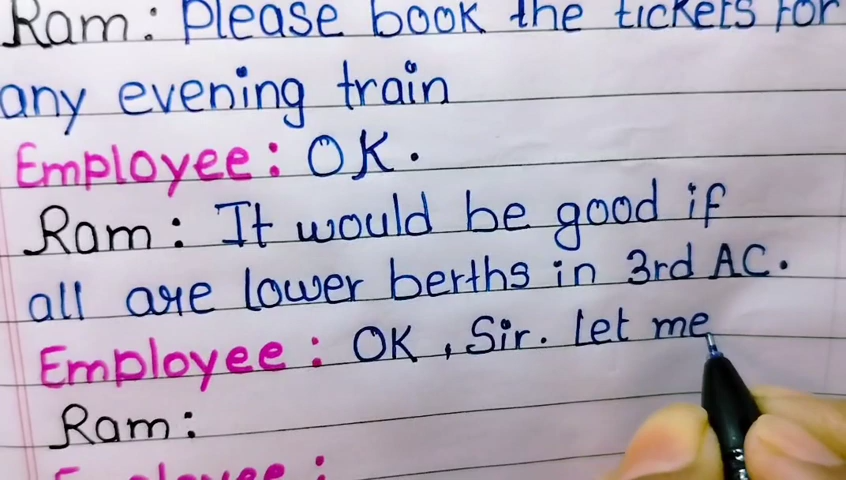 Ram: Please book the tickets for
any evening train
Employee: OK.
Ram: It would be good if
all are lower berths in 3rd AC.
Employee: OK, Sir. Let me
Ram:
Employee: